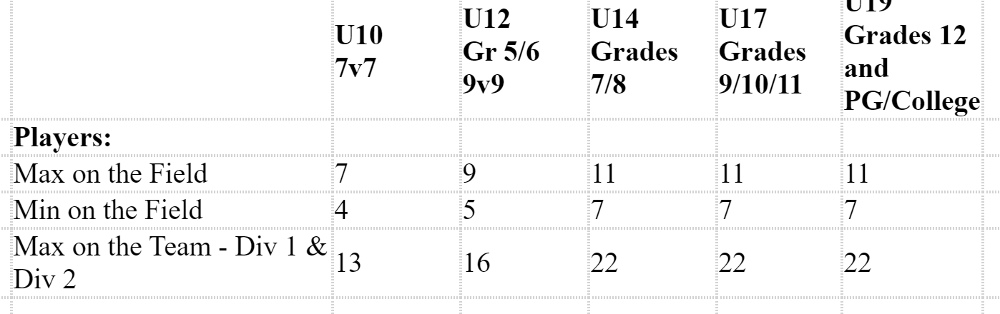 U10
7v7
U12
Gr 5/6
9v9
U14
Grades
7/8
U17
Grades
9/10/11
U19
Grades 12
and
PG/College
Players:
Max on the Field 7 9 11 11 11
Min on the Field 4 5 7 7 7
Max on the Team - Div 1 &
Div 2
13 16 22 22 22